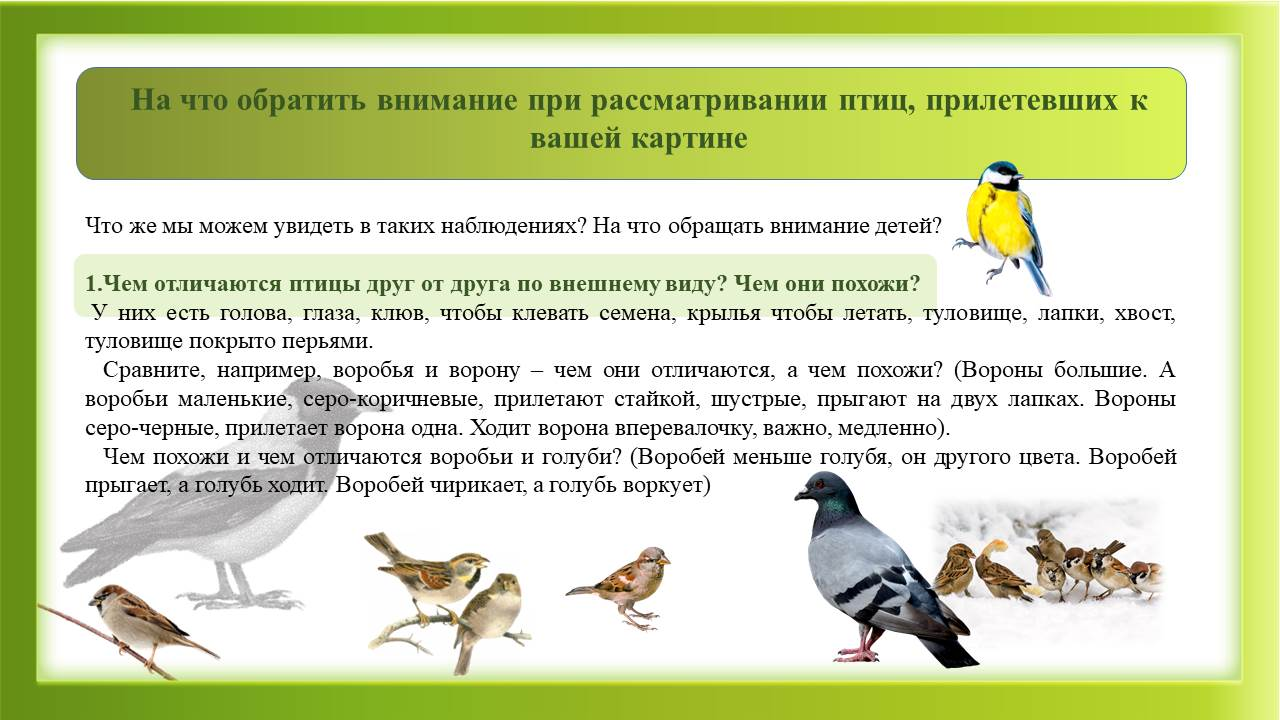 На что обратить внимание при рассматривании птиц, прилетевших к
вашей картине
Что же мы можем увидеть в таких наблюдениях? На что обращать внимание детей?
1.Чем отличаются птицы друг от друга по внешнему виду? Чем они похожи?
У них есть голова, глаза, клюв, чтобы клевать семена, крылья чтобы летать, туловище, лапки, хвост,
туловище покрыто перьями.
Сравните, например, воробья и ворону – чем они отличаются, а чем похожи? (Вороны большие. А
воробьи маленькие, серо-коричневые, прилетают стайкой, шустрые, прыгают на двух лапках. Вороны
серо-черные, прилетает ворона одна. Ходит ворона вперевалочку, важно, медленно).
Чем похожи и чем отличаются воробьи и голуби? (Воробей меньше голубя, он другого цвета. Воробей
прыгает, а голубь ходит. Воробей чирикает, а голубь воркует)